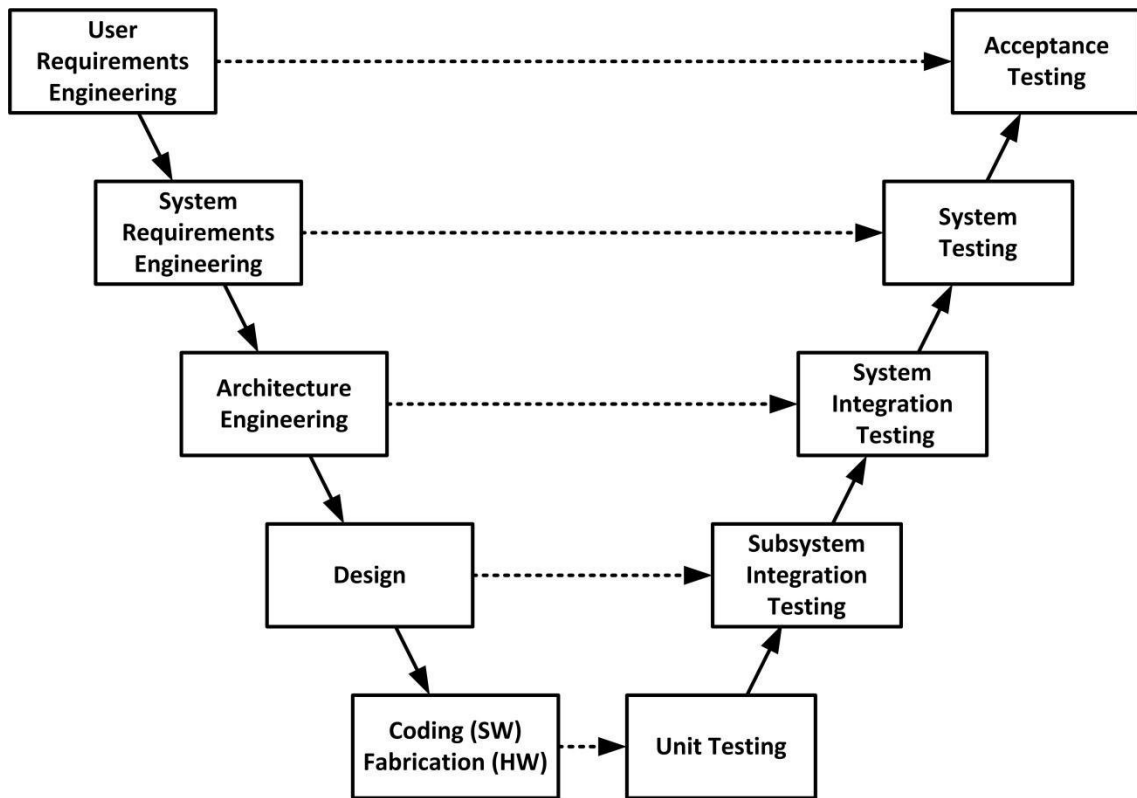 User
Requirements
Engineering
Acceptance
Testing
System
Requirements
Engineering
System
Testing
Architecture
Engineering
System
Integration
Testing
Design
Subsystem
Integration
Testing
Coding (SW)
Fabrication (HW)
Unit Testing